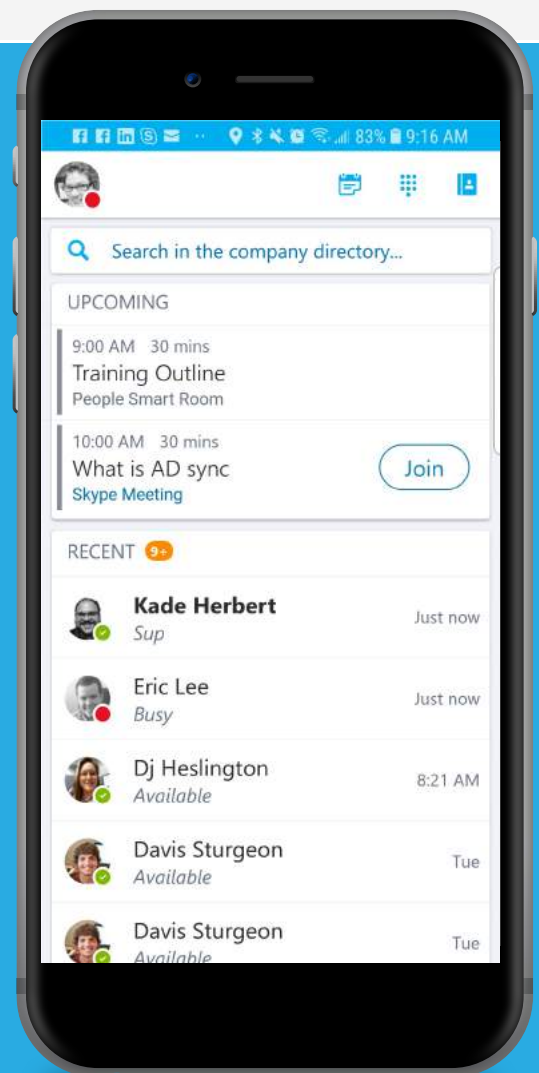 83% 9:16 AM
Search in the company directory...
UPCOMING
9:00 AM 30 mins
Training Outline
People Smart Room
10:00 AM 30 mins
What is AD sync
Join
Skype Meeting
RECENT 9+
Kade Herbert
Just now
Sup
Eric Lee
Just now
Busy
Dj Heslington
8:21 AM
Available
Davis Sturgeon
Tue
Available
Davis Sturgeon
Tue
Available